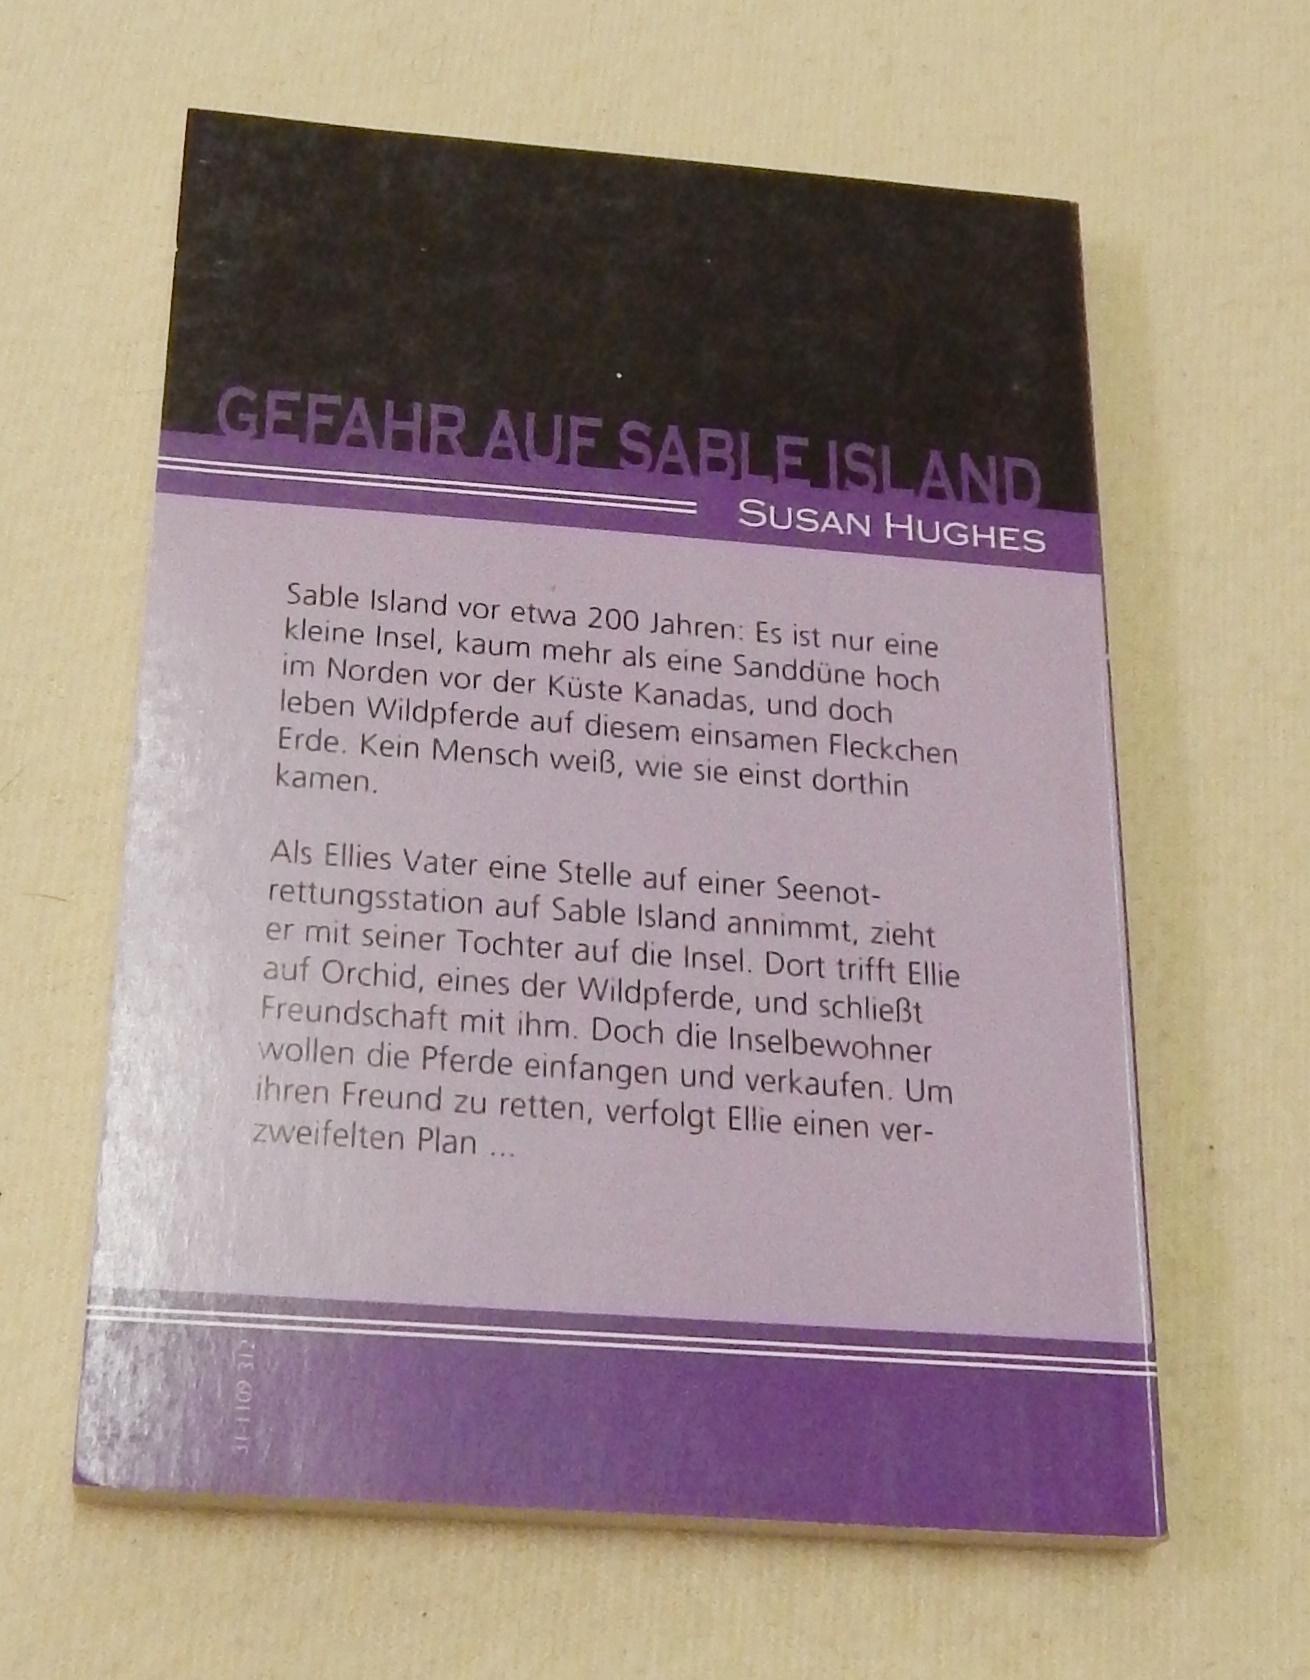 GEFAHR AUF SABLE ISLAND
SUSAN HUGHES
Sable Island vor etwa 200 Jahren: Es ist nur eine
kleine Insel, kaum mehr als eine Sanddüne hoch
im Norden vor der Küste Kanadas, und doch
leben Wildpferde auf diesem einsamen Fleckchen
Erde. Kein Mensch weiß, wie sie einst dorthin
kamen.
Als Ellies Vater eine Stelle auf einer Seenot-
rettungsstation auf Sable Island annimmt, zieht
er mit seiner Tochter auf die Insel. Dort trifft Ellie
auf Orchid, eines der Wildpferde, und schließt
Freundschaft mit ihm. Doch die Inselbewohner
wollen die Pferde einfangen und verkaufen. Um
ihren Freund zu retten, verfolgt Ellie einen ver-
zweifelten Plan ...
31-1109 312